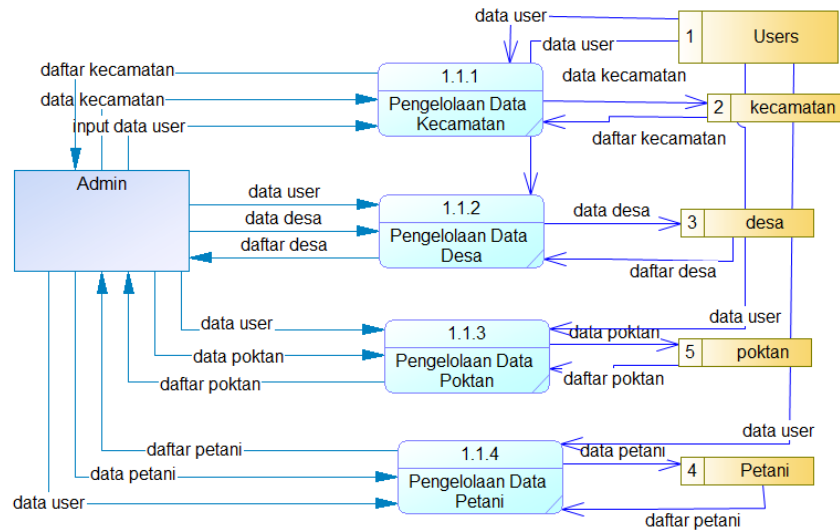 data user
1 Users
data user
daftar kecamatan
1.1.1
data kecamatan
data kecamatan
Pengelolaan Data
Kecamatan
2 kecamatan
input data user
daftar kecamatan
Admin
data user
1.1.2
data desa
data desa
3 desa
Pengelolaan Data
Desa
daftar desa
daftar desa
data user
data user
1.1.3
data poktan
data poktan
Pengelolaan Data
Poktan
5 poktan
daftar poktan
daftar poktan
data user
daftar petani
1.1.4
data petani
data petani
Pengelolaan Data
Petani
4 Petani
data user
daftar petani